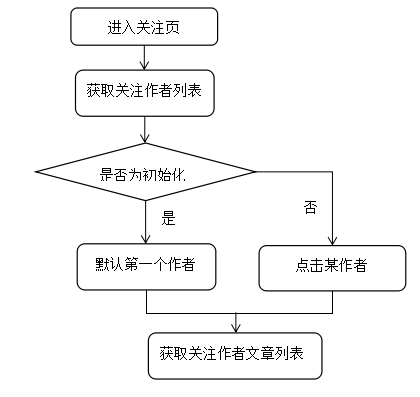 进入关注页
获取关注作者列表
是否为初始化
是
否
默认第一个作者
点击某作者
获取关注作者文章列表